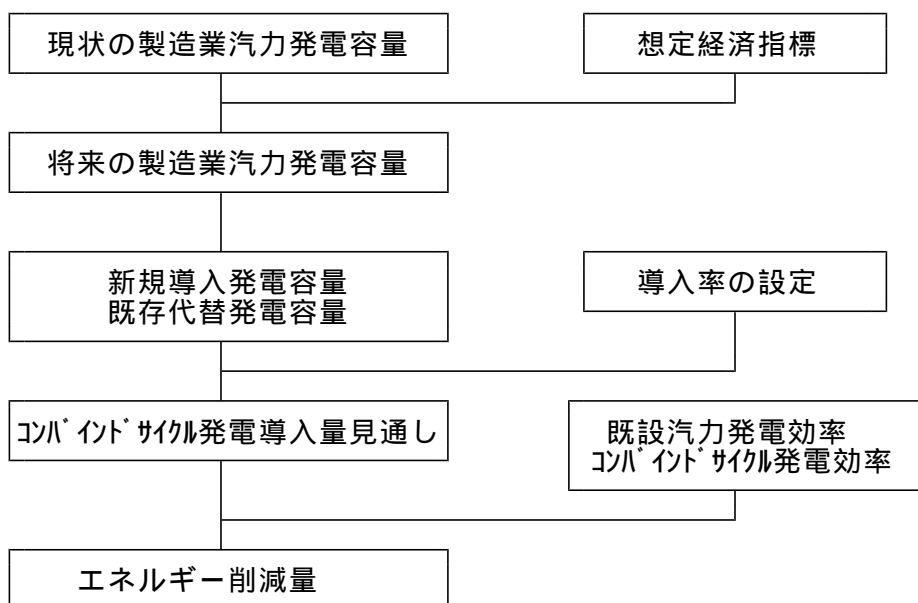 現状の製造業汽力発電容量
想定経済指標
将来の製造業汽力発電容量
新規導入発電容量
既存代替発電容量
導入率の設定
ｺﾝﾊﾞｲﾝﾄﾞｻｲｸﾙ発電導入量見通し
既設汽力発電効率
ｺﾝﾊﾞｲﾝﾄﾞｻｲｸﾙ発電効率
エネルギー削減量